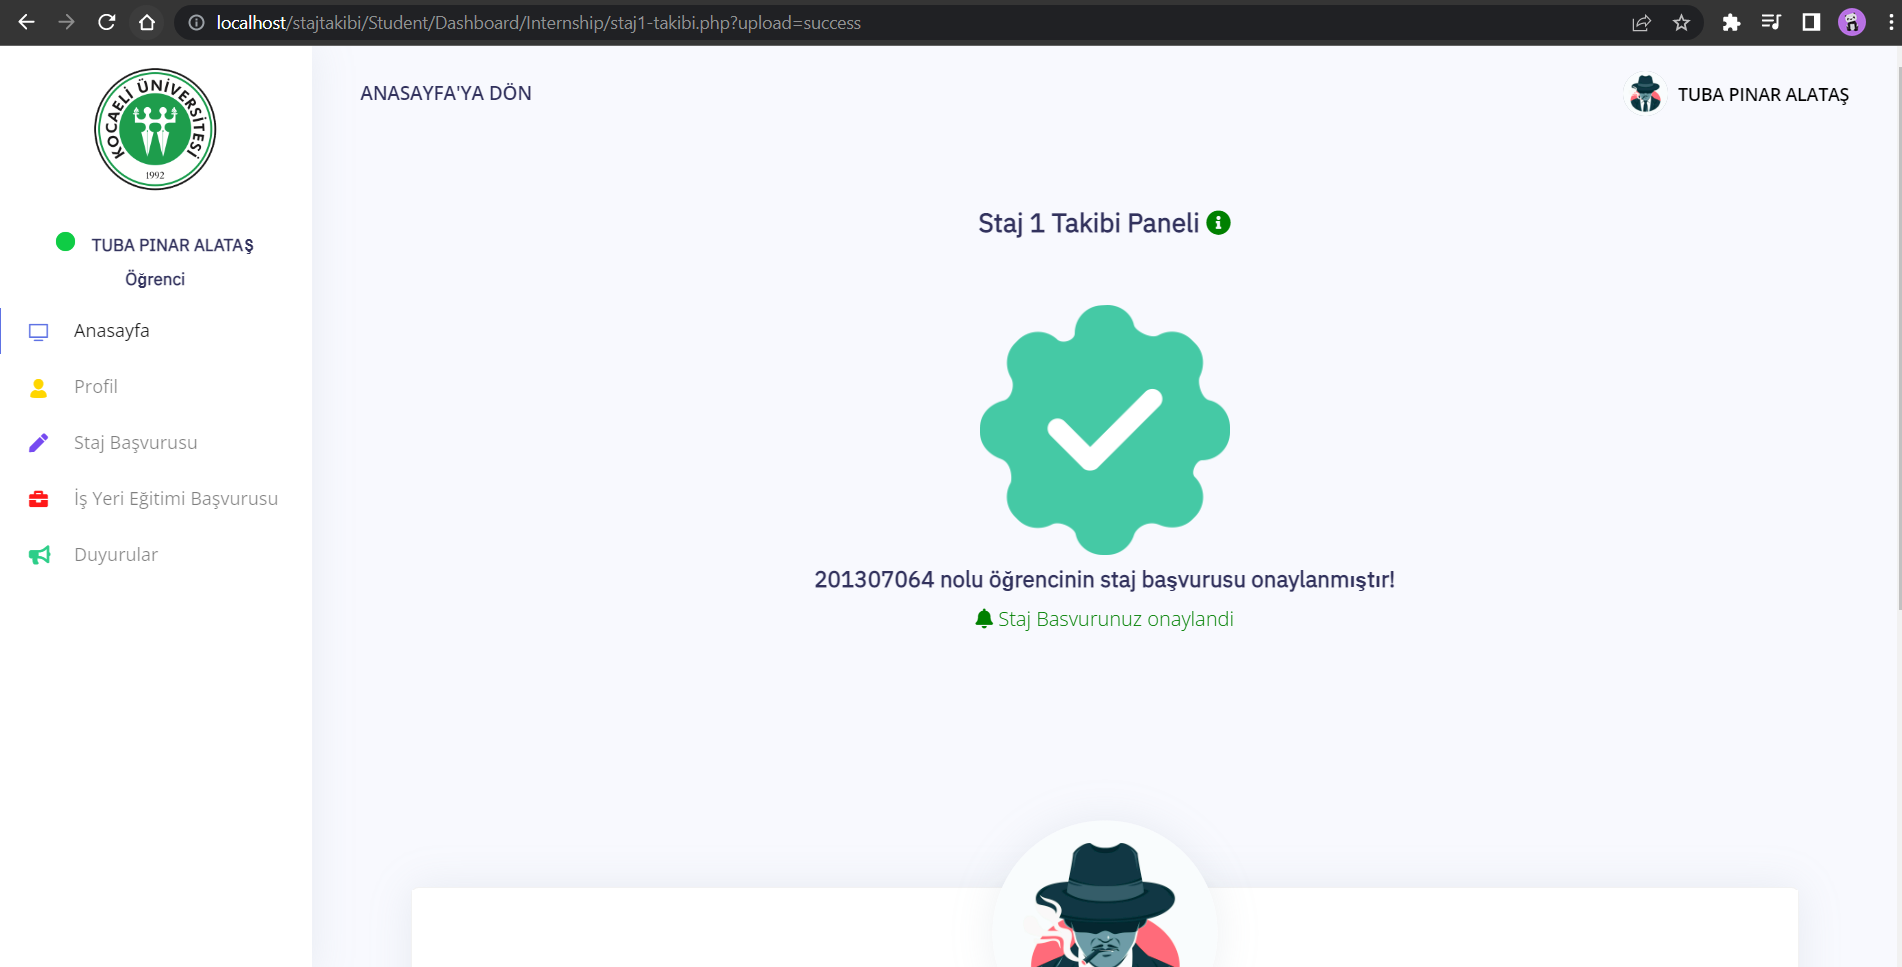 localhost/stajtakibi/Student/Dashboard/Internship/staj1-takibi.php?upload=success
KOCAELİ ÜNİVERSİTESİ
1992
TUBA PINAR ALATAŞ
Öğrenci
Anasayfa
Profil
Staj Başvurusu
İş Yeri Eğitimi Başvurusu
Duyurular
ANASAYFA'YA DÖN
TUBA PINAR ALATAŞ
Staj 1 Takibi Paneli
201307064 nolu öğrencinin staj başvurusu onaylanmıştır!
Staj Basvurunuz onaylandi